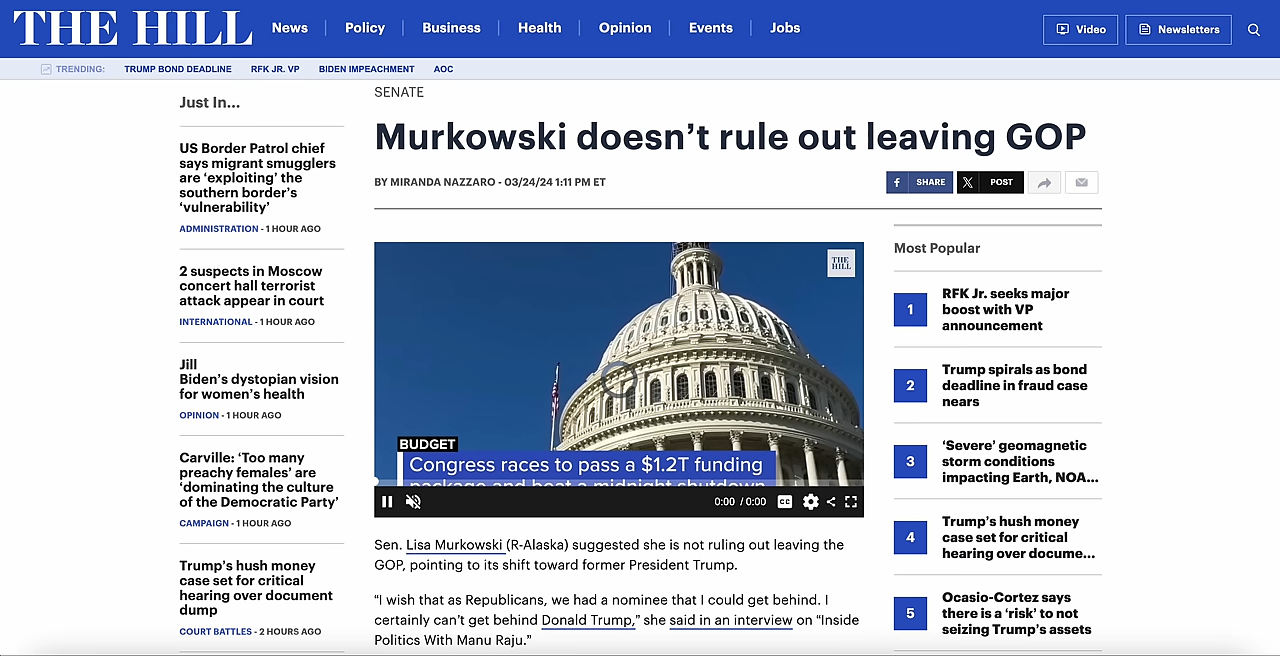 THE HILL
News
Policy
Business
Health
Opinion
Events
Jobs
Video
Newsletters
TRENDING:
TRUMP BOND DEADLINE
RFK JR. VP
BIDEN IMPEACHMENT
AOC
Just In...
US Border Patrol chief
says migrant smugglers
are ‘exploiting’ the
southern border’s
‘vulnerability’
ADMINISTRATION - 1 HOUR AGO
2 suspects in Moscow
concert hall terrorist
attack appear in court
INTERNATIONAL - 1 HOUR AGO
Jill
Biden’s dystopian vision
for women’s health
OPINION - 1 HOUR AGO
Carville: ‘Too many
preachy females’ are
‘dominating the culture
of the Democratic Party’
CAMPAIGN - 1 HOUR AGO
Trump’s hush money
case set for critical
hearing over document
dump
COURT BATTLES - 2 HOURS AGO
SENATE
Murkowski doesn’t rule out leaving GOP
BY MIRANDA NAZZARO - 03/24/24 1:11 PM ET
SHARE
POST
THE
HILL
BUDGET
Congress races to pass a $1.2T funding
package and beat a midnight shutdown
0:00 / 0:00
CC
Sen. Lisa Murkowski (R-Alaska) suggested she is not ruling out leaving the
GOP, pointing to its shift toward former President Trump.
“I wish that as Republicans, we had a nominee that I could get behind. I
certainly can’t get behind Donald Trump,” she said in an interview on “Inside
Politics With Manu Raju.”
Most Popular
1
RFK Jr. seeks major
boost with VP
announcement
2
Trump spirals as bond
deadline in fraud case
nears
3
‘Severe’ geomagnetic
storm conditions
impacting Earth, NOA...
4
Trump’s hush money
case set for critical
hearing over docume...
5
Ocasio-Cortez says
there is a ‘risk’ to not
seizing Trump’s assets